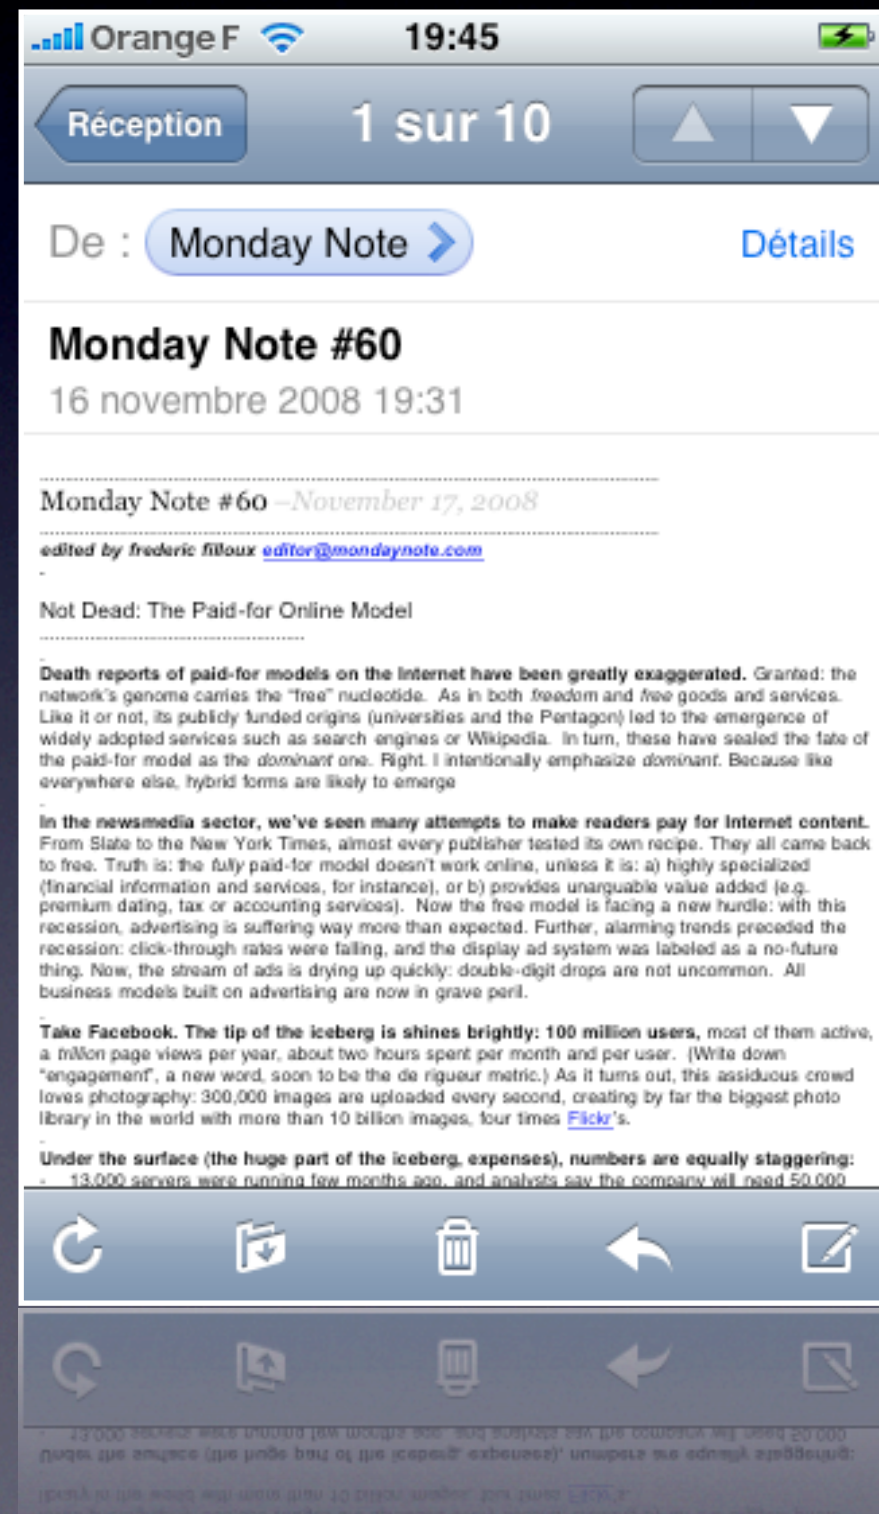 Orange F 19:45
Réception 1 sur 10
De : Monday Note Détails
Monday Note #60
16 novembre 2008 19:31
Monday Note #60 –November 17, 2008
edited by frederic filloux editor@mondaynote.com
-
Not Dead: The Paid-for Online Model
-
Death reports of paid-for models on the Internet have been greatly exaggerated. Granted: the
network's genome carries the "free" nucleotide. As in both freedom and free goods and services.
Like it or not, its publicly funded origins (universities and the Pentagon) led to the emergence of
widely adopted services such as search engines or Wikipedia. In turn, these have sealed the fate of
the paid-for model as the dominant one. Right. I intentionally emphasize dominant. Because like
everywhere else, hybrid forms are likely to emerge
-
In the newsmedia sector, we've seen many attempts to make readers pay for Internet content.
From Slate to the New York Times, almost every publisher tested its own recipe. They all came back
to free. Truth is: the fully paid-for model doesn't work online, unless it is: a) highly specialized
(financial information and services, for instance), or b) provides unarguable value added (e.g.
premium dating, tax or accounting services). Now the free model is facing a new hurdle: with this
recession, advertising is suffering way more than expected. Further, alarming trends preceded the
recession: click-through rates were falling, and the display ad system was labeled as a no-future
thing. Now, the stream of ads is drying up quickly: double-digit drops are not uncommon. All
business models built on advertising are now in grave peril.
-
Take Facebook. The tip of the iceberg is shines brightly: 100 million users, most of them active,
a trillion page views per year, about two hours spent per month and per user. (Write down
"engagement", a new word, soon to be the de rigueur metric.) As it turns out, this assiduous crowd
loves photography: 300,000 images are uploaded every second, creating by far the biggest photo
library in the world with more than 10 billion images, four times Flickr's.
-
Under the surface (the huge part of the iceberg, expenses), numbers are equally staggering:
- 13,000 servers were running few months ago, and analysts say the company will need 50,000